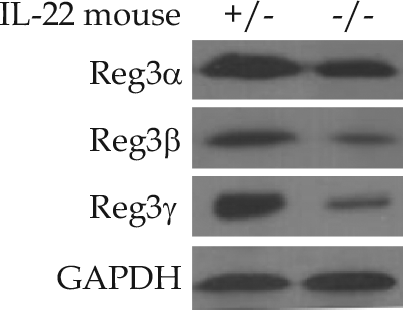 IL-22 mouse +/- -/-
Reg3α
Reg3β
Reg3γ
GAPDH